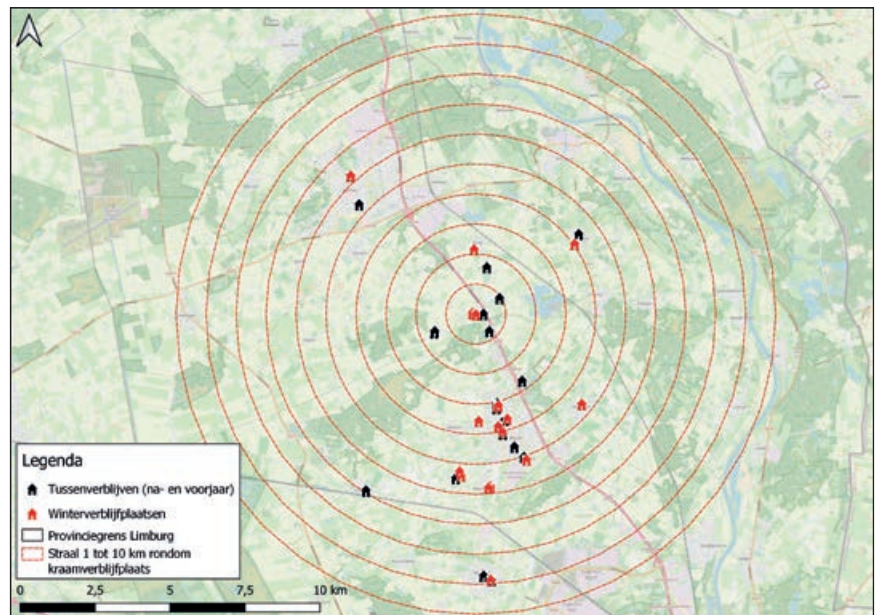 Legenda
Tussenverblijven (na- en voorjaar)
Winterverblijfplaatsen
Provinciegrens Limburg
Straal 1 tot 10 km rondom
kraamverblijfplaats
0 2,5 5 7,5 10 km